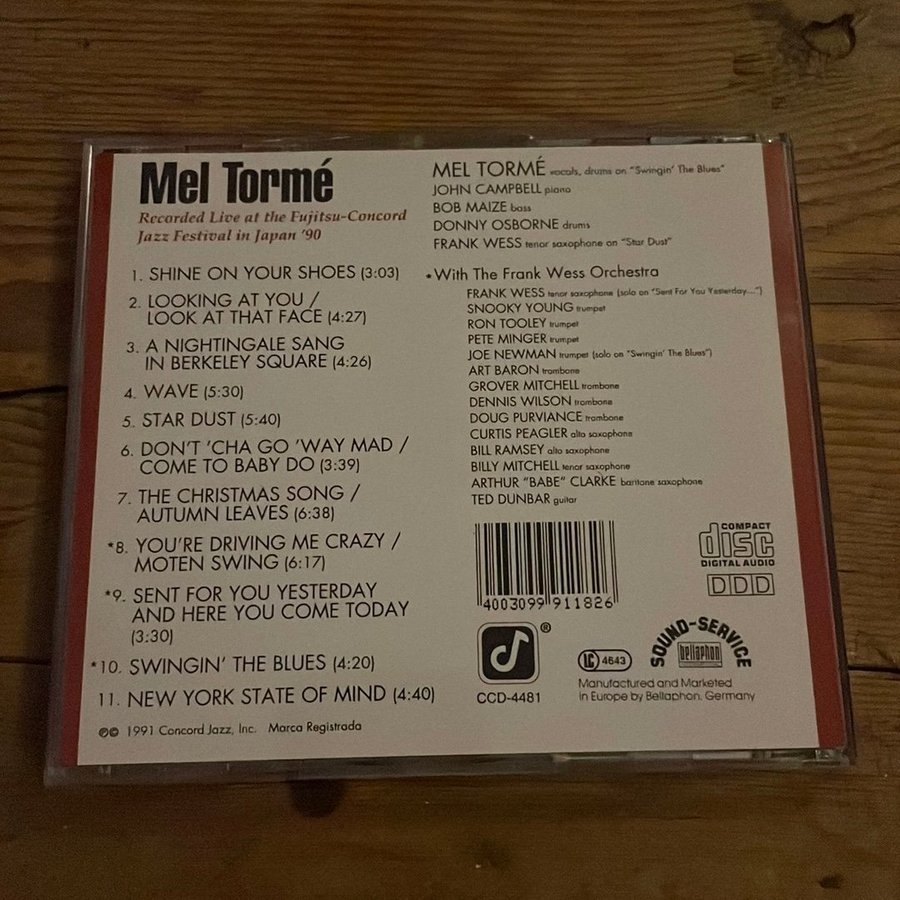 Mel Tormé
Recorded Live at the Fujitsu-Concord
Jazz Festival in Japan '90
1. SHINE ON YOUR SHOES (3:03)
2. LOOKING AT YOU /
LOOK AT THAT FACE (4:27)
3. A NIGHTINGALE SANG
IN BERKELEY SQUARE (4:26)
4. WAVE (5:30)
5. STAR DUST (5:40)
6. DON'T 'CHA GO 'WAY MAD /
COME TO BABY DO (3:39)
7. THE CHRISTMAS SONG /
AUTUMN LEAVES (6:38)
*8. YOU'RE DRIVING ME CRAZY /
MOTEN SWING (6:17)
*9. SENT FOR YOU YESTERDAY
AND HERE YOU COME TODAY
(3:30)
*10. SWINGIN' THE BLUES (4:20)
11. NEW YORK STATE OF MIND (4:40)
℗© 1991 Concord Jazz, Inc. Marca Registrada
MEL TORMÉ vocals, drums on "Swingin' The Blues"
JOHN CAMPBELL piano
BOB MAIZE bass
DONNY OSBORNE drums
FRANK WESS tenor saxophone on "Star Dust"
*With The Frank Wess Orchestra
FRANK WESS tenor saxophone (solo on "Sent For You Yesterday...")
SNOOKY YOUNG trumpet
RON TOOLEY trumpet
PETE MINGER trumpet
JOE NEWMAN trumpet (solo on "Swingin' The Blues")
ART BARON trombone
GROVER MITCHELL trombone
DENNIS WILSON trombone
DOUG PURVIANCE trombone
CURTIS PEAGLER alto saxophone
BILL RAMSEY alto saxophone
BILLY MITCHELL tenor saxophone
ARTHUR "BABE" CLARKE baritone saxophone
TED DUNBAR guitar
4003099 911826
COMPACT
disc
DIGITAL AUDIO
DDD
®
CCD-4481
LC 4643
SOUND-SERVICE
bellaphon
Manufactured and Marketed
in Europe by Bellaphon, Germany